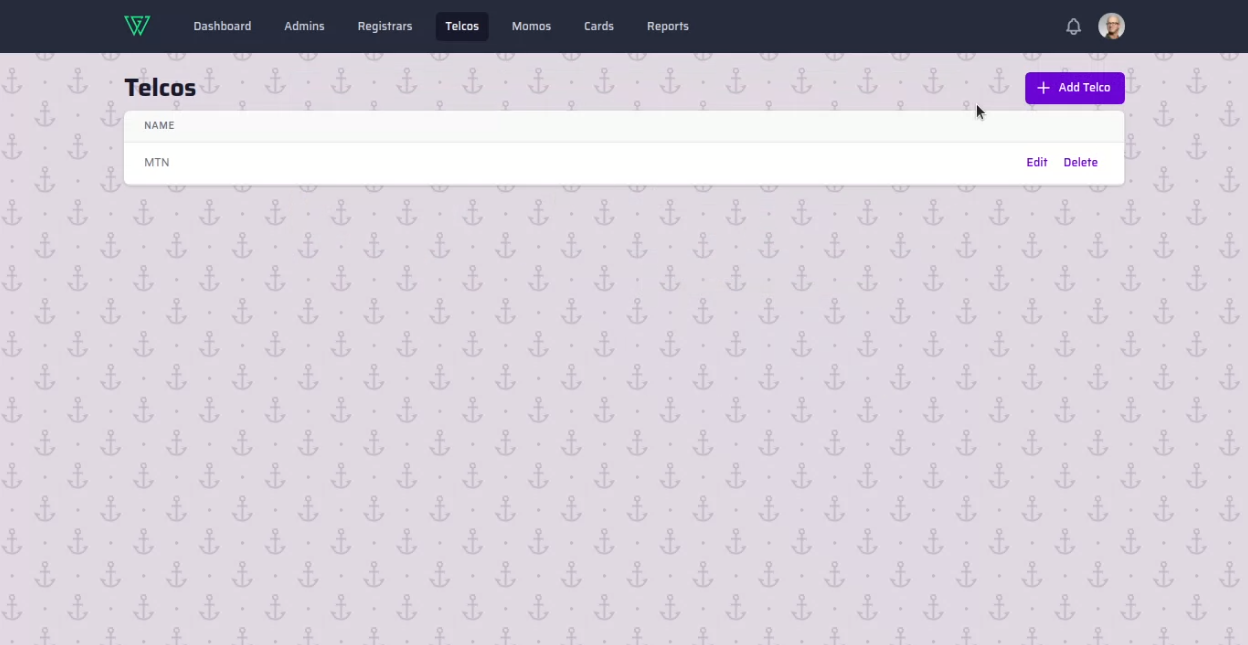 Dashboard Admins Registrars Telcos Momos Cards Reports
Telcos
Add Telco
NAME
MTN Edit Delete